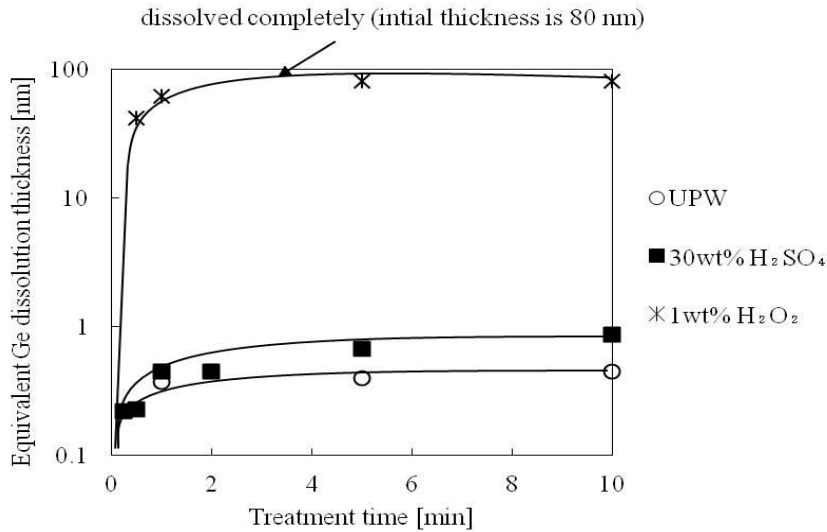 dissolved completely (intial thickness is 80 nm)
Equivalent Ge dissolution thickness [nm]
100
10
1
0.1
0
2
4
6
8
10
Treatment time [min]
UPW
30wt% H₂SO₄
1wt% H₂O₂